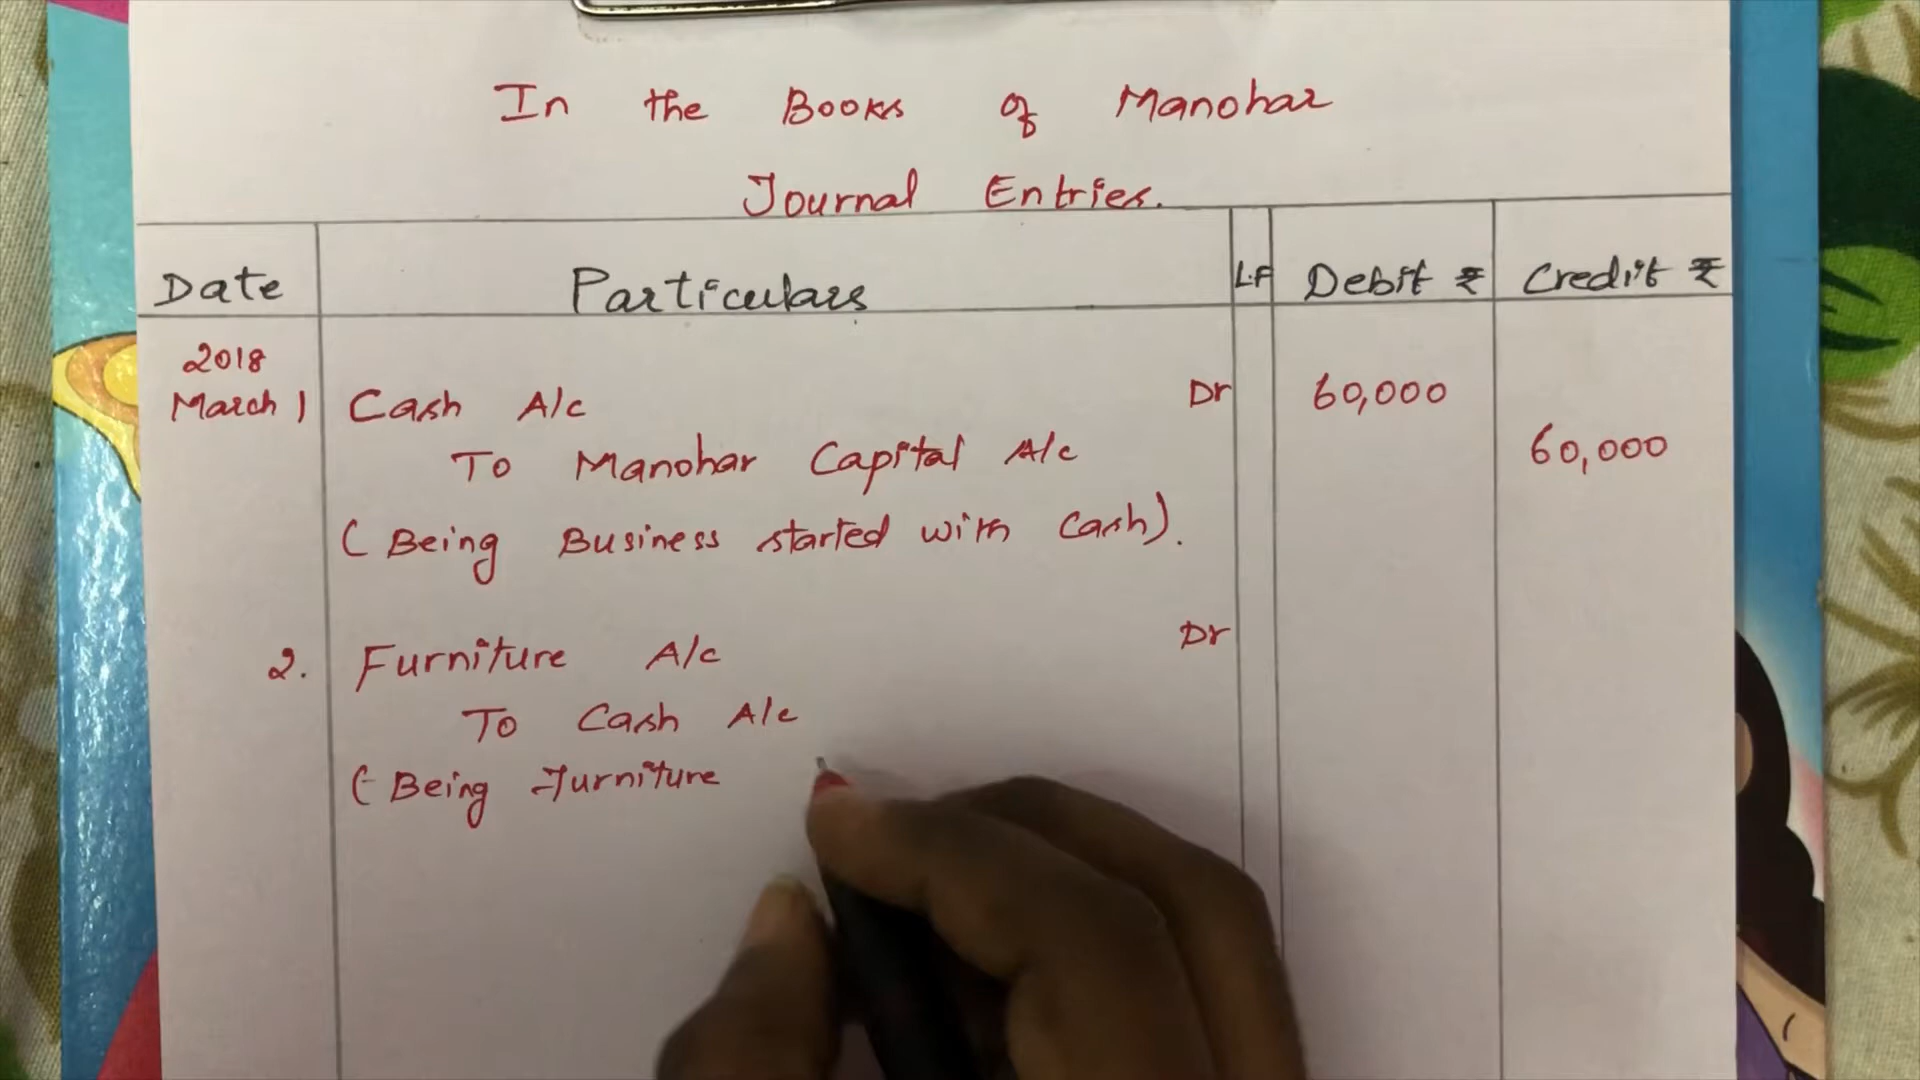 In the Books of Manohar
Journal Entries.
Date Particulars L.F Debit ₹ Credit ₹
2018
March 1 Cash A/c Dr 60,000
To Manohar Capital A/c 60,000
(Being Business started with cash).
2. Furniture A/c Dr
To Cash A/c
(Being Furniture